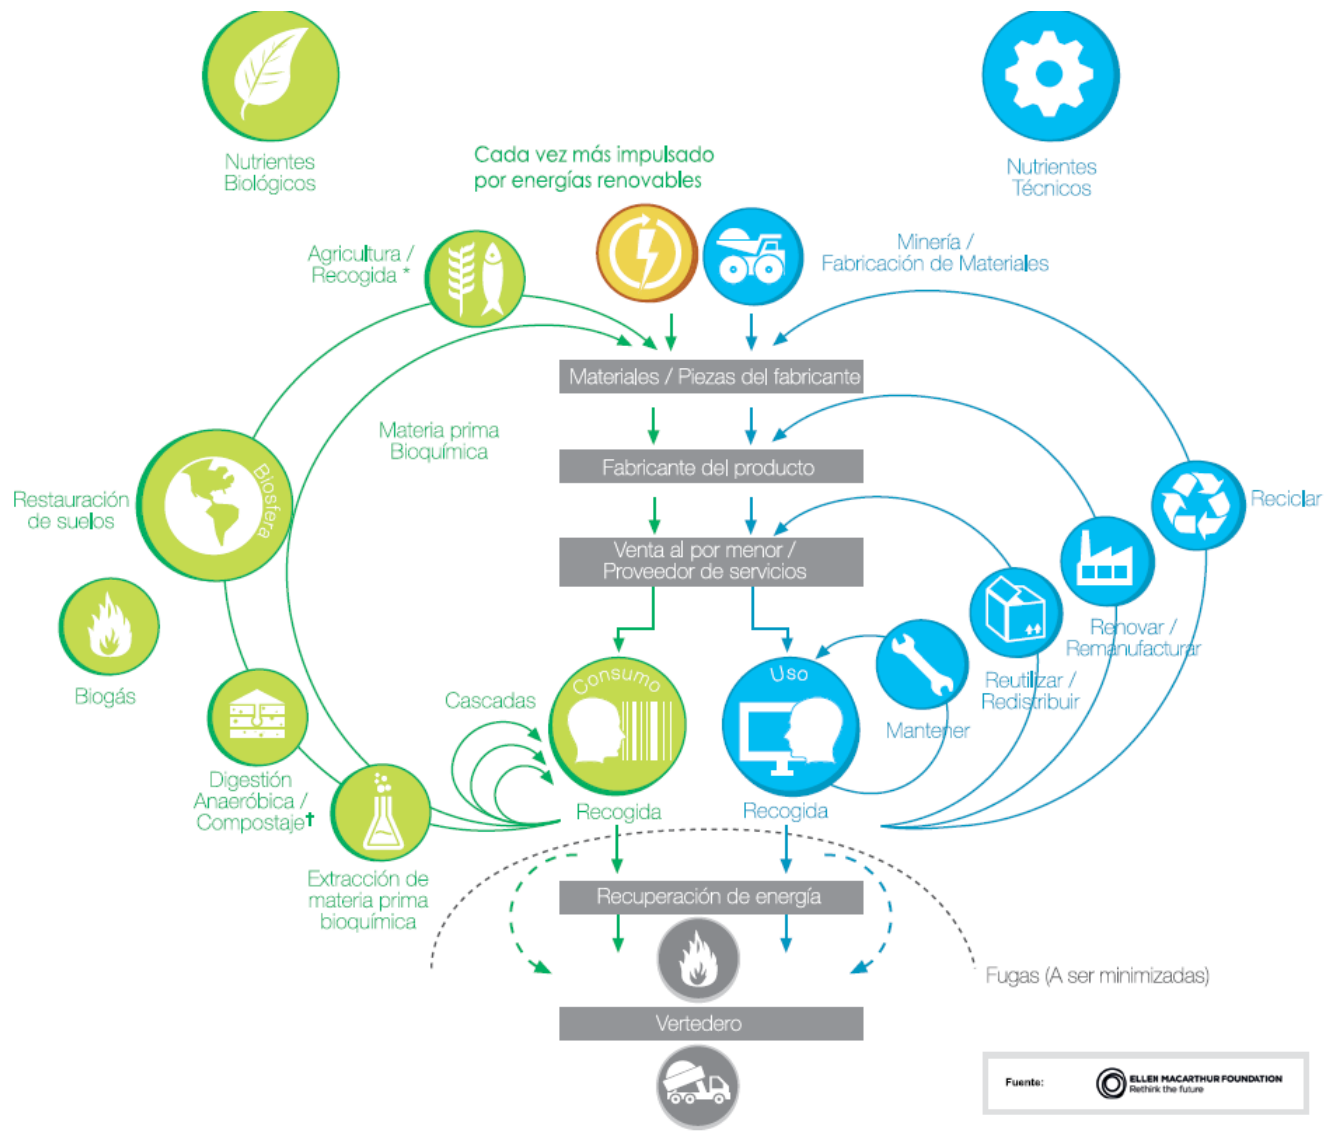 Nutrientes
Biológicos
Nutrientes
Técnicos
Cada vez más impulsado
por energías renovables
Agricultura /
Recogida *
Minería /
Fabricación de Materiales
Materiales / Piezas del fabricante
Materia prima
Bioquímica
Fabricante del producto
Biosfera
Restauración
de suelos
Reciclar
Venta al por menor /
Proveedor de servicios
Renovar /
Remanufacturar
Biogás
Consumo
Uso
Reutilizar /
Redistribuir
Cascadas
Mantener
Digestión
Anaeróbica /
Compostaje†
Recogida
Recogida
Extracción de
materia prima
bioquímica
Recuperación de energía
Fugas (A ser minimizadas)
Vertedero
Fuente:
ELLEN MACARTHUR FOUNDATION
Rethink the future